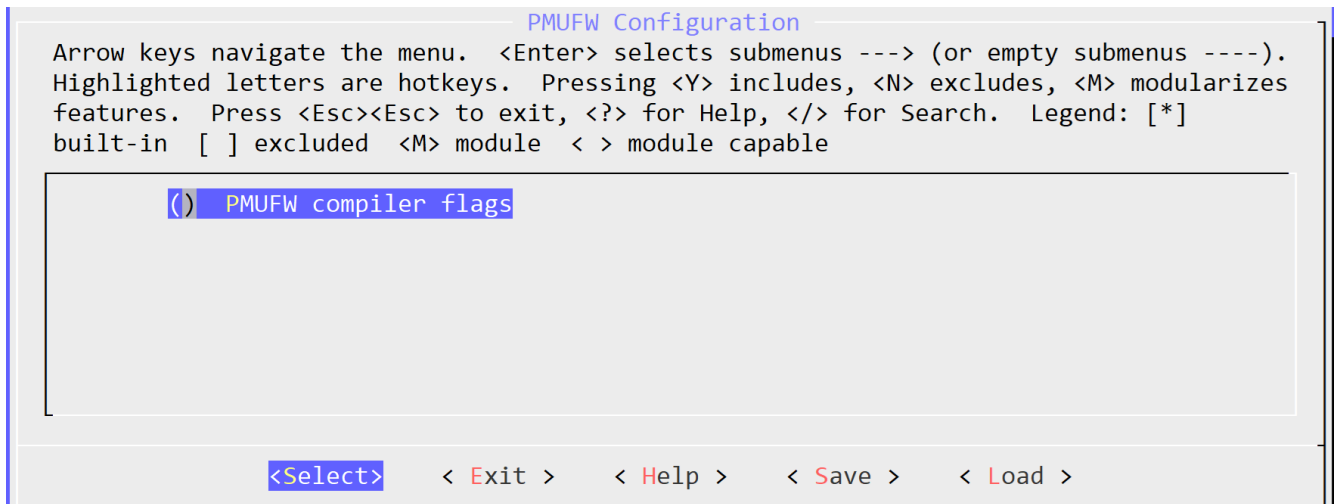 PMUFW Configuration
Arrow keys navigate the menu.  <Enter> selects submenus ---> (or empty submenus ----).
Highlighted letters are hotkeys.  Pressing <Y> includes, <N> excludes, <M> modularizes
features.  Press <Esc><Esc> to exit, <?> for Help, </> for Search.  Legend: [*]
built-in  [ ] excluded  <M> module  < > module capable
()  PMUFW compiler flags
<Select>    < Exit >    < Help >    < Save >    < Load >